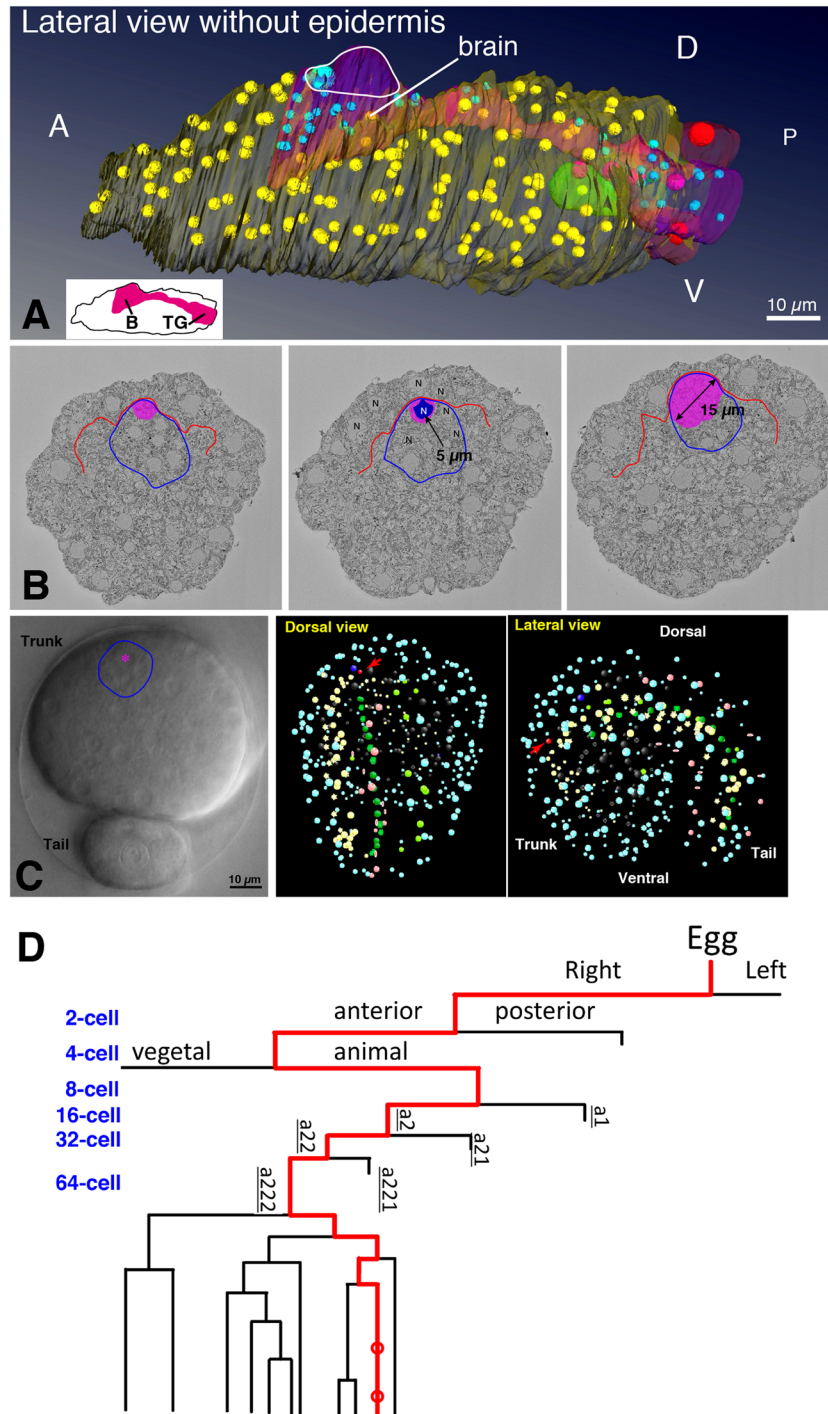 Lateral view without epidermis
brain
D
A
P
V
10 µm
A
B
TG
N
N
N
N
N
N
N
N
5 µm
15 µm
B
Trunk
*
Tail
10 µm
C
Dorsal view
Lateral view
Dorsal
Trunk
Ventral
Tail
D
Egg
Right
Left
2-cell
anterior
posterior
4-cell
vegetal
animal
8-cell
16-cell
a2
a1
32-cell
a22
a21
64-cell
a222
a221